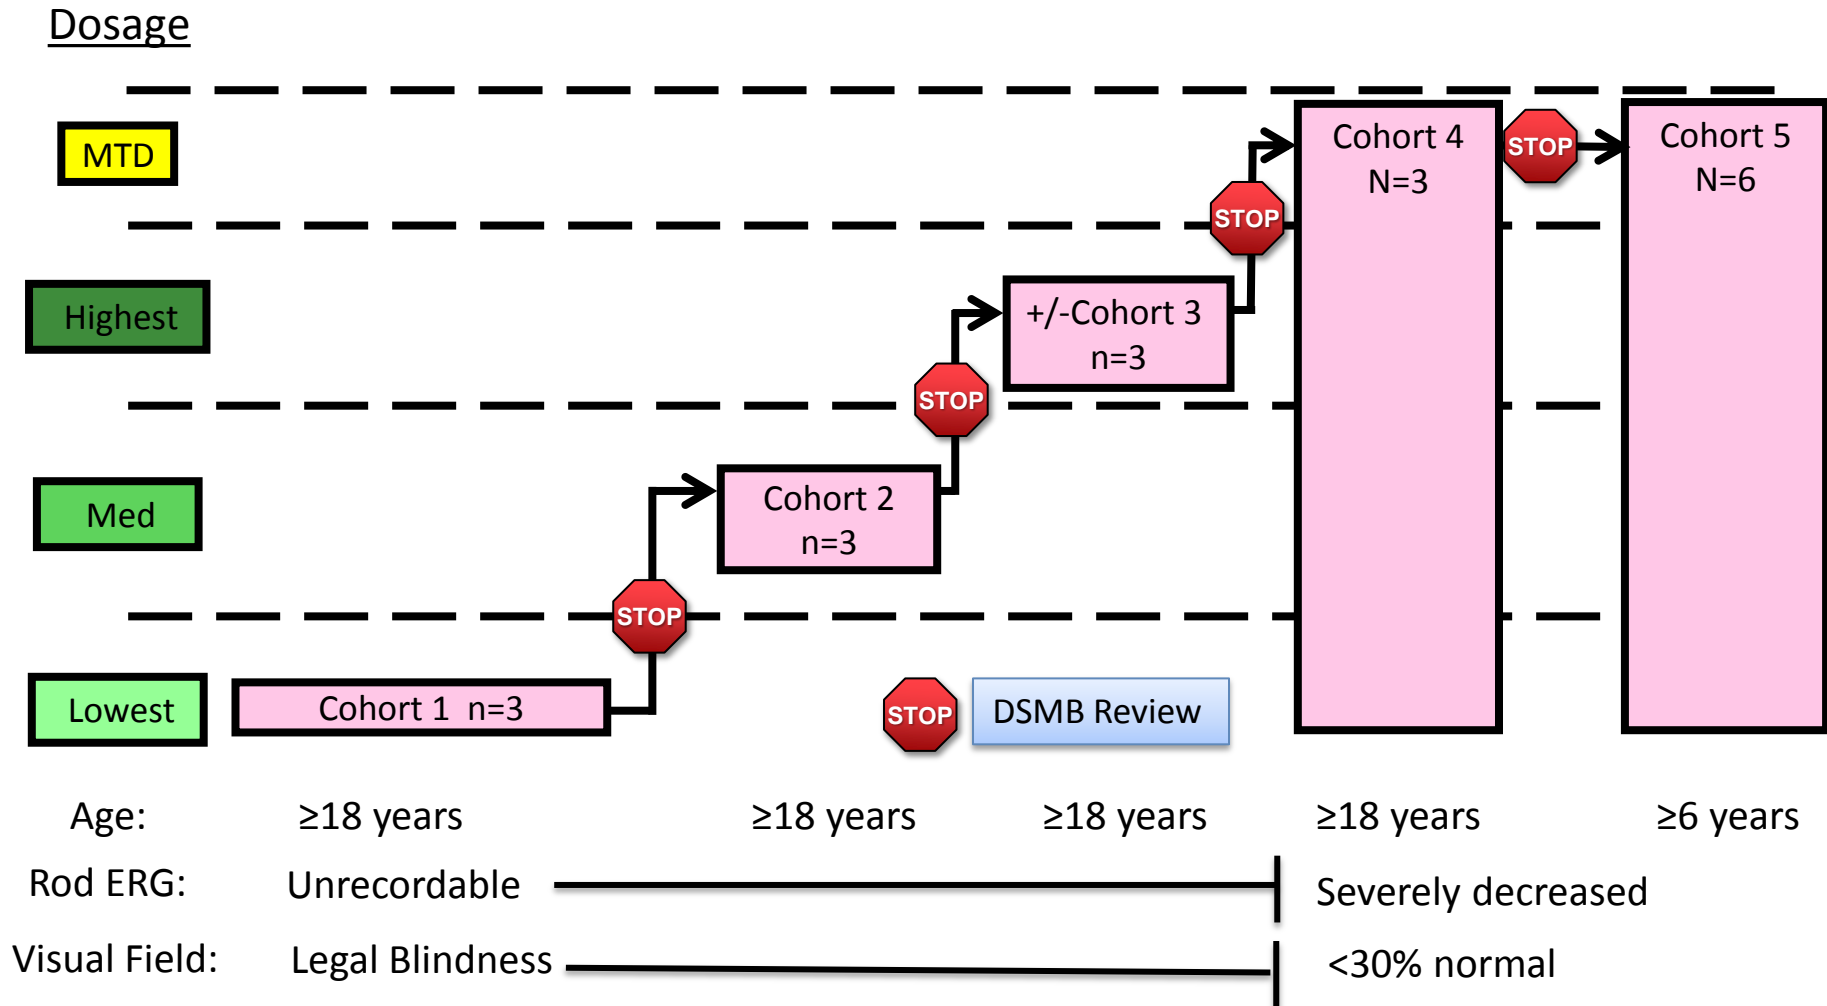 Dosage
MTD
Cohort 4
N=3
STOP
Cohort 5
N=6
STOP
Highest
+/-Cohort 3
n=3
STOP
Med
Cohort 2
n=3
STOP
Lowest
Cohort 1 n=3
STOP
DSMB Review
Age: ≥18 years ≥18 years ≥18 years ≥18 years ≥6 years
Rod ERG: Unrecordable Severely decreased
Visual Field: Legal Blindness <30% normal